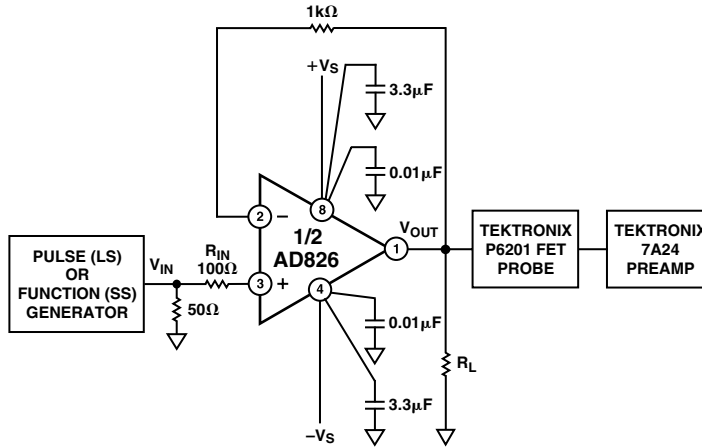 1kΩ
+VS
3.3μF
0.01μF
2
−
8
1/2
AD826
VOUT
1
TEKTRONIX
P6201 FET
PROBE
TEKTRONIX
7A24
PREAMP
PULSE (LS)
OR
FUNCTION (SS)
GENERATOR
VIN
RIN
100Ω
3
+
50Ω
4
0.01μF
3.3μF
−VS
RL